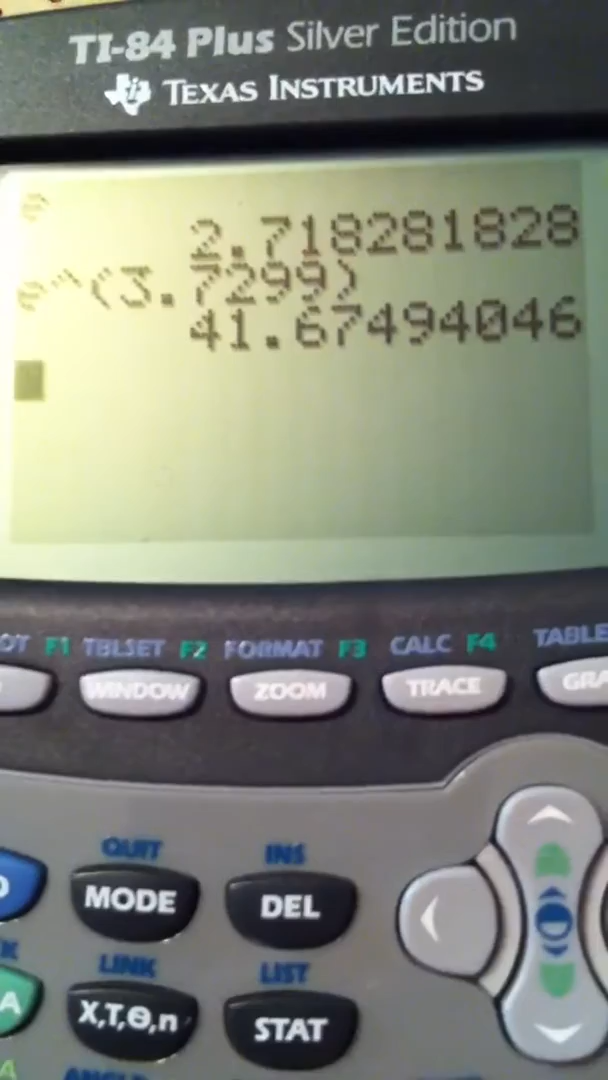 TI-84 Plus Silver Edition
TEXAS INSTRUMENTS
e
2.718281828
e^(3.7299)
41.67494046
F1 TBLSET F2 FORMAT F3 CALC F4 TABLE
WINDOW ZOOM TRACE
QUIT INS
MODE DEL
LINK LIST
A X,T,Θ,n STAT
A